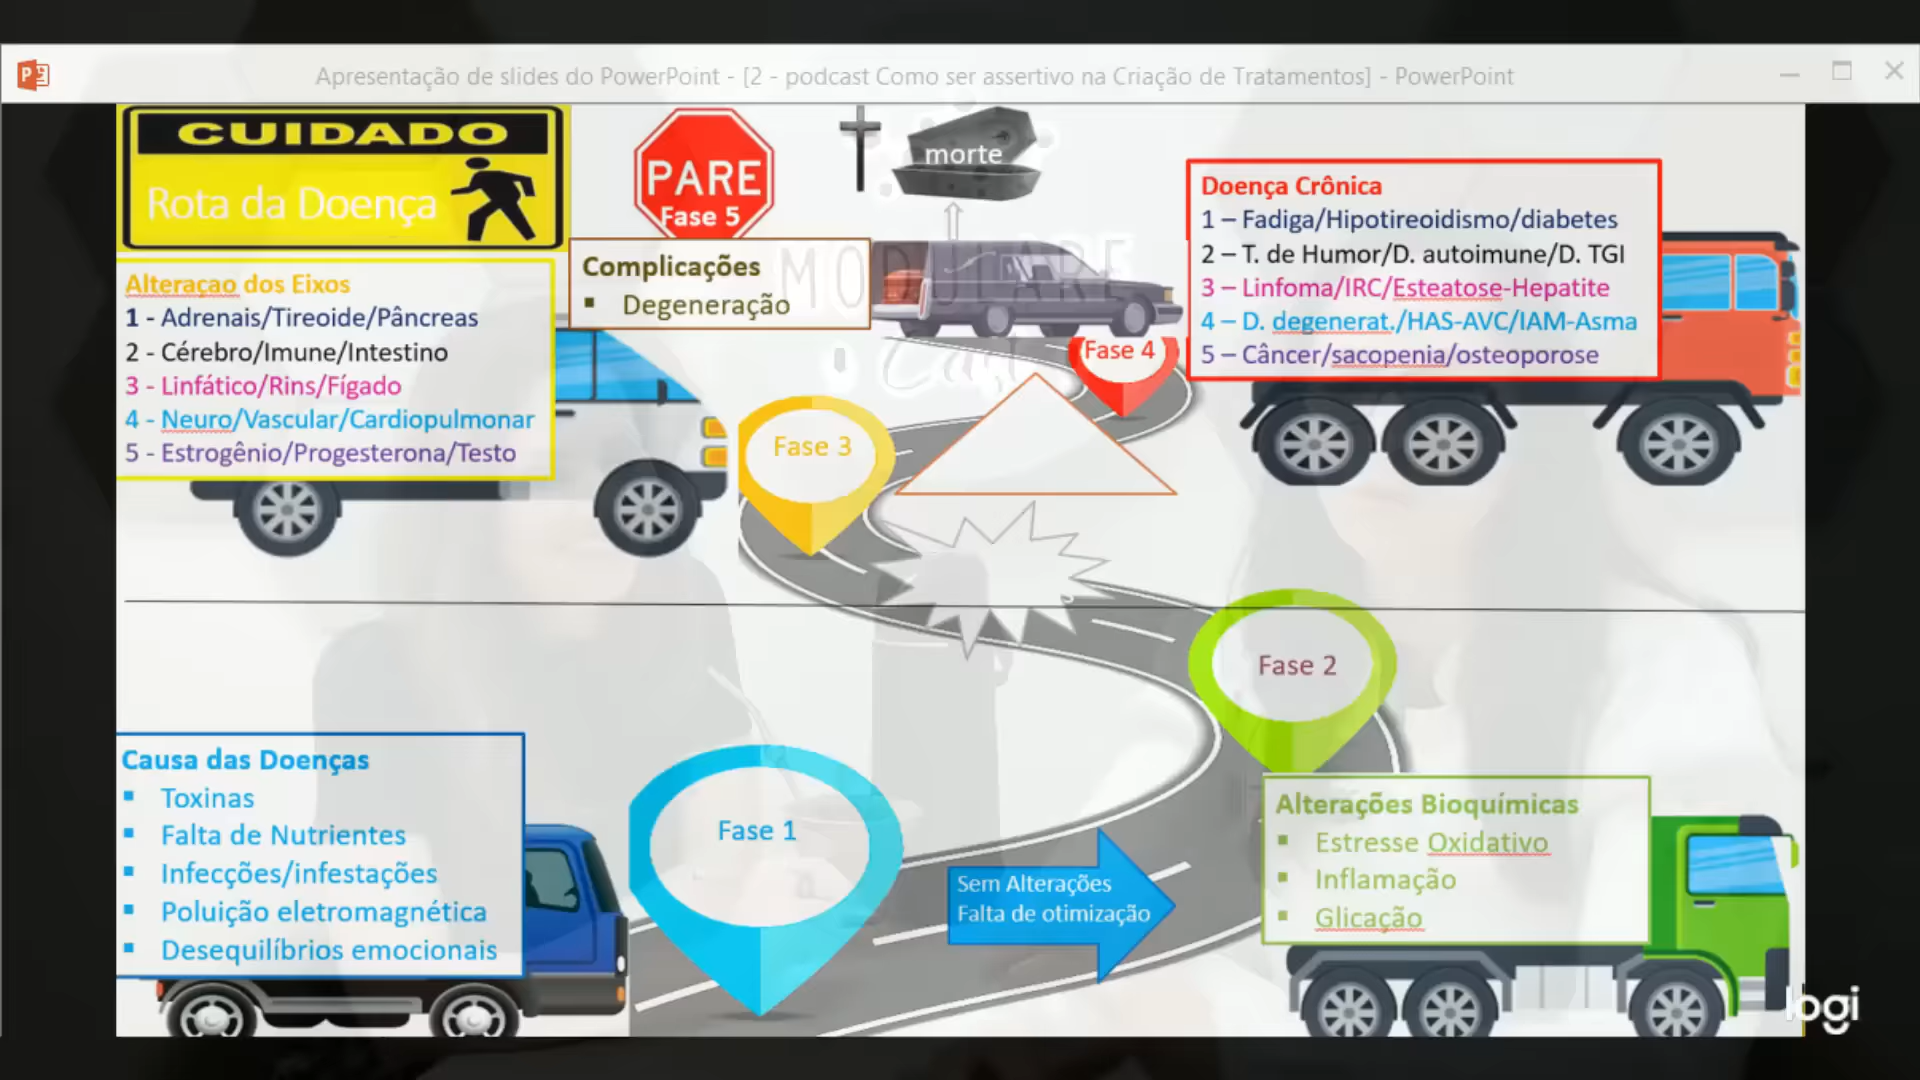 Apresentação de slides do PowerPoint - [2 - podcast Como ser assertivo na Criação de Tratamentos] - PowerPoint
CUIDADO
Rota da Doença
PARE
Fase 5
morte
Alteraçao dos Eixos
1 - Adrenais/Tireoide/Pâncreas
2 - Cérebro/Imune/Intestino
3 - Linfático/Rins/Fígado
4 - Neuro/Vascular/Cardiopulmonar
5 - Estrogênio/Progesterona/Testo
Complicações
▪ Degeneração
MODULARE
Doença Crônica
1 – Fadiga/Hipotireoidismo/diabetes
2 – T. de Humor/D. autoimune/D. TGI
3 – Linfoma/IRC/Esteatose-Hepatite
4 – D. degenerat./HAS-AVC/IAM-Asma
5 – Câncer/sacopenia/osteoporose
Fase 4
Fase 3
Fase 2
Causa das Doenças
▪ Toxinas
▪ Falta de Nutrientes
▪ Infecções/infestações
▪ Poluição eletromagnética
▪ Desequilíbrios emocionais
Fase 1
Sem Alterações
Falta de otimização
Alterações Bioquímicas
▪ Estresse Oxidativo
▪ Inflamação
▪ Glicação
logi